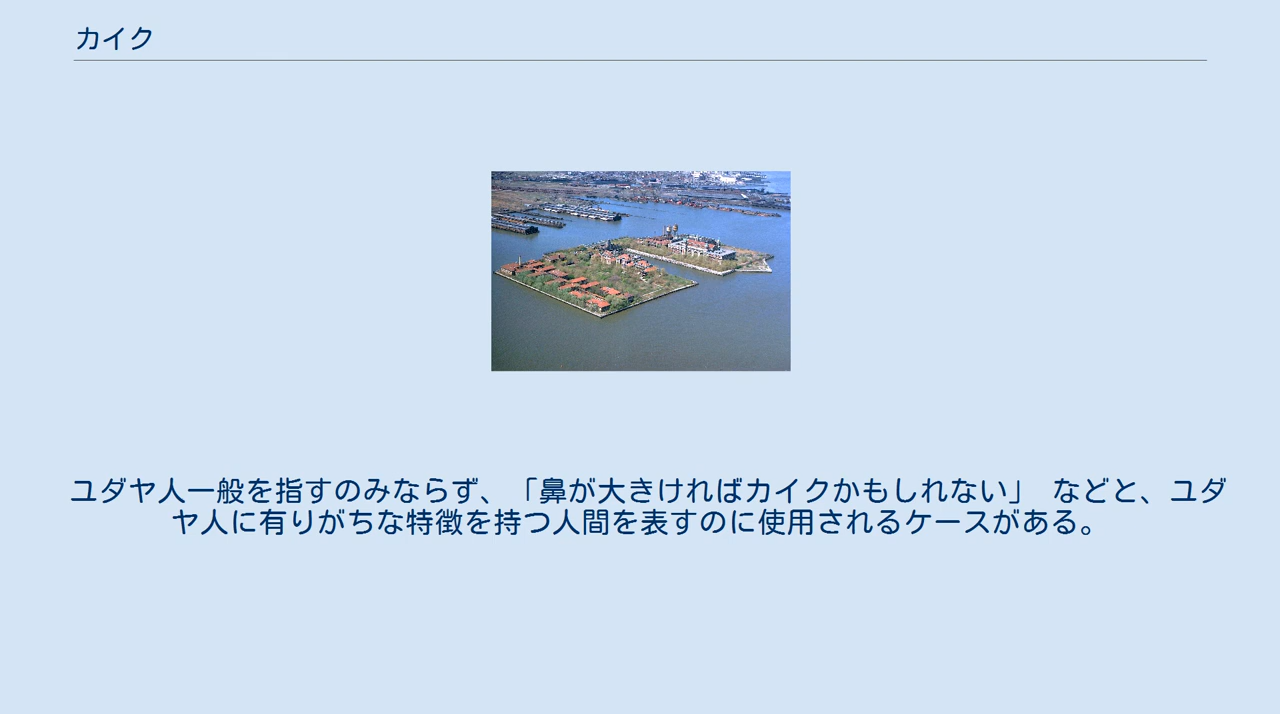 カイク
ユダヤ人一般を指すのみならず、「鼻が大きければカイクかもしれない」 などと、ユダ
ヤ人に有りがちな特徴を持つ人間を表すのに使用されるケースがある。